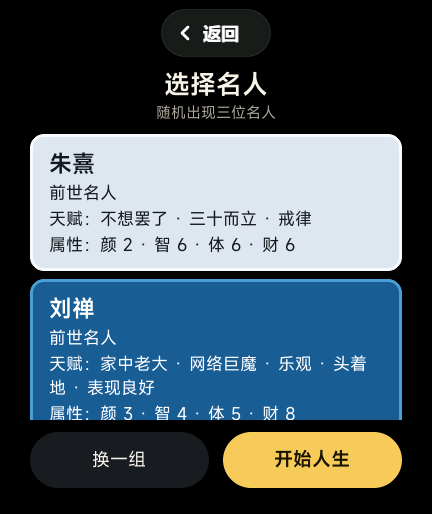 返回
选择名人
随机出现三位名人
朱熹
前世名人
天赋：不想罢了 · 三十而立 · 戒律
属性：颜 2 · 智 6 · 体 6 · 财 6
刘禅
前世名人
天赋：家中老大 · 网络巨魔 · 乐观 · 头着
地 · 表现良好
属性：颜 3 · 智 4 · 体 5 · 财 8
换一组
开始人生